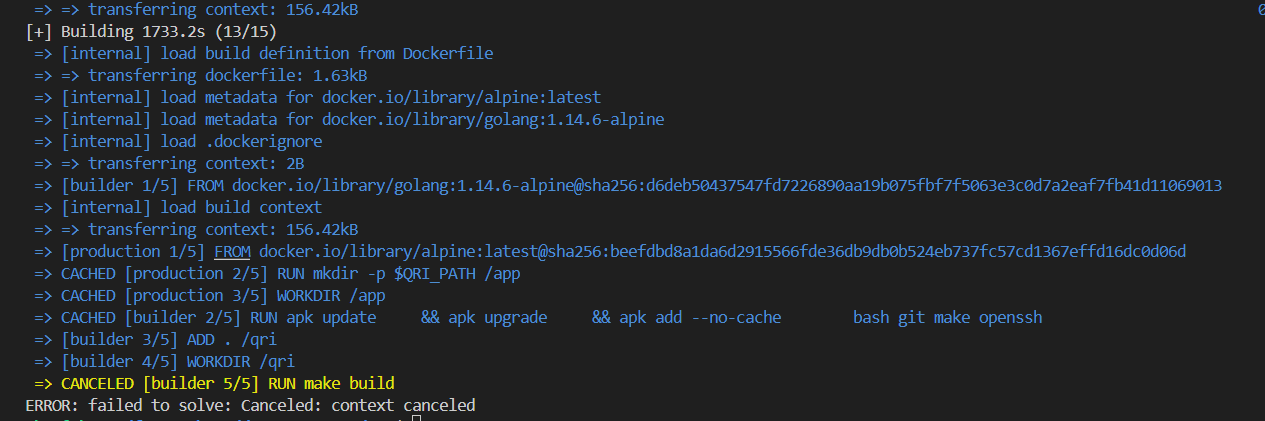 => => transferring context: 156.42kB 0
[+] Building 1733.2s (13/15)
=> [internal] load build definition from Dockerfile
=> => transferring dockerfile: 1.63kB
=> [internal] load metadata for docker.io/library/alpine:latest
=> [internal] load metadata for docker.io/library/golang:1.14.6-alpine
=> [internal] load .dockerignore
=> => transferring context: 2B
=> [builder 1/5] FROM docker.io/library/golang:1.14.6-alpine@sha256:d6deb50437547fd7226890aa19b075fbf7f5063e3c0d7a2eaf7fb41d11069013
=> [internal] load build context
=> => transferring context: 156.42kB
=> [production 1/5] FROM docker.io/library/alpine:latest@sha256:beefdbd8a1da6d2915566fde36db9db0b524eb737fc57cd1367effd16dc0d06d
=> CACHED [production 2/5] RUN mkdir -p $QRI_PATH /app
=> CACHED [production 3/5] WORKDIR /app
=> CACHED [builder 2/5] RUN apk update     && apk upgrade     && apk add --no-cache        bash git make openssh
=> [builder 3/5] ADD . /qri
=> [builder 4/5] WORKDIR /qri
=> CANCELED [builder 5/5] RUN make build
ERROR: failed to solve: Canceled: context canceled